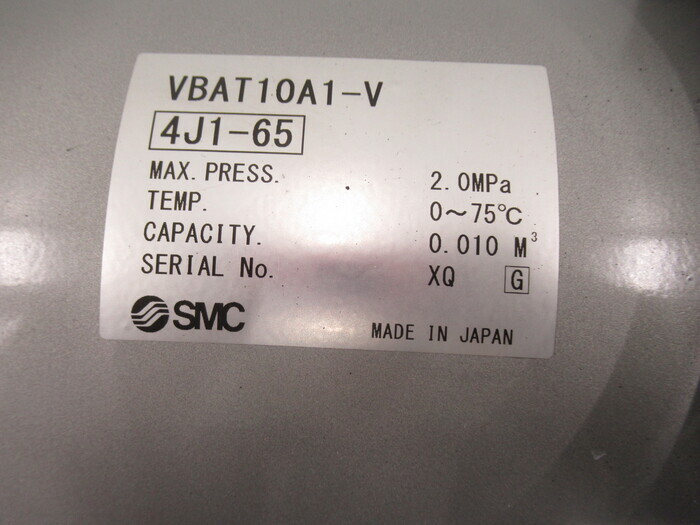 VBAT10A1-V
4J1-65
MAX. PRESS. 2.0MPa
TEMP. 0~75℃
CAPACITY. 0.010 M³
SERIAL No. XQ G
SMC MADE IN JAPAN